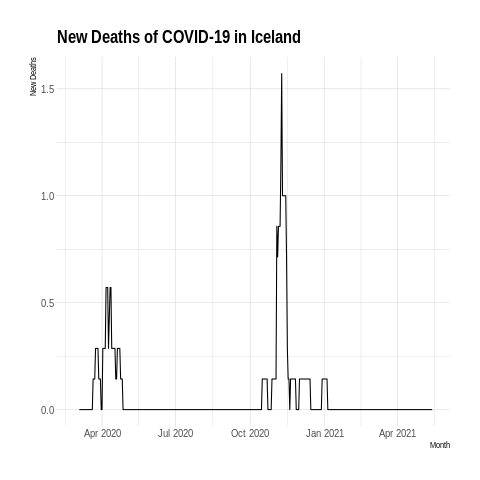 New Deaths of COVID-19 in Iceland
New Deaths
1.5
1.0
0.5
0.0
Apr 2020 Jul 2020 Oct 2020 Jan 2021 Apr 2021
Month